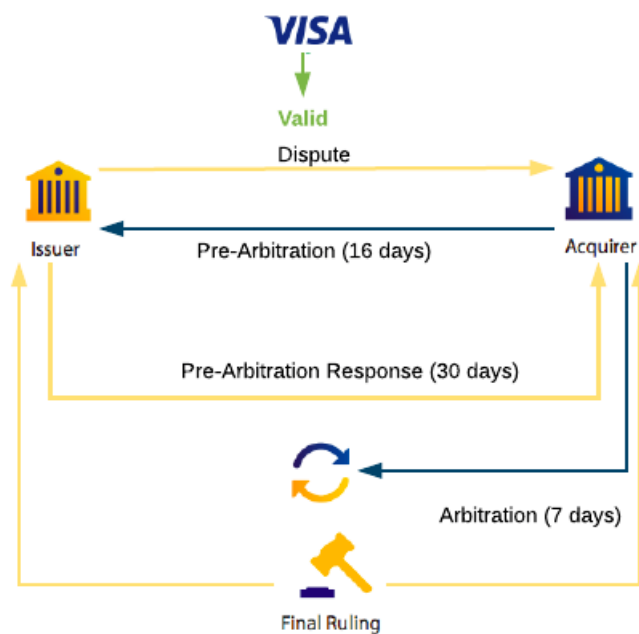 VISA
Valid
Dispute
Issuer
Acquirer
Pre-Arbitration (16 days)
Pre-Arbitration Response (30 days)
Arbitration (7 days)
Final Ruling